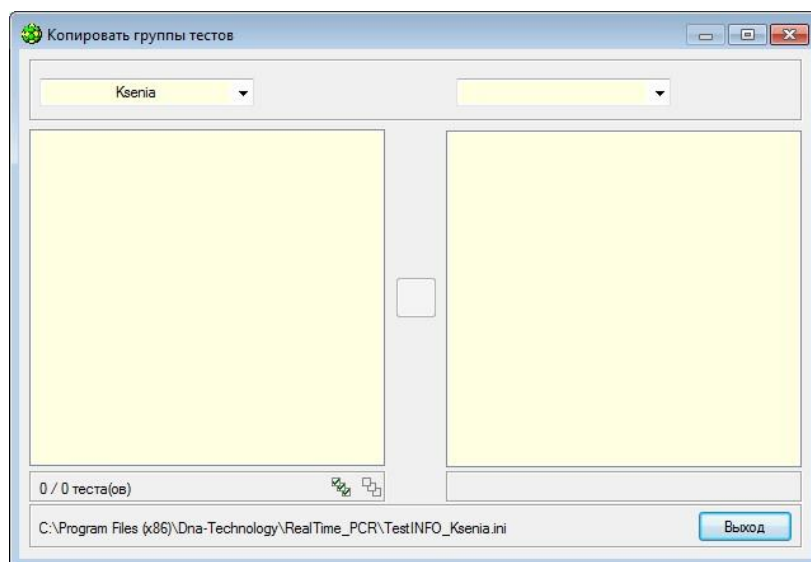 Копировать группы тестов
Ksenia
0 / 0 теста(ов)
C:\Program Files (x86)\Dna-Technology\RealTime_PCR\TestINFO_Ksenia.ini
Выход